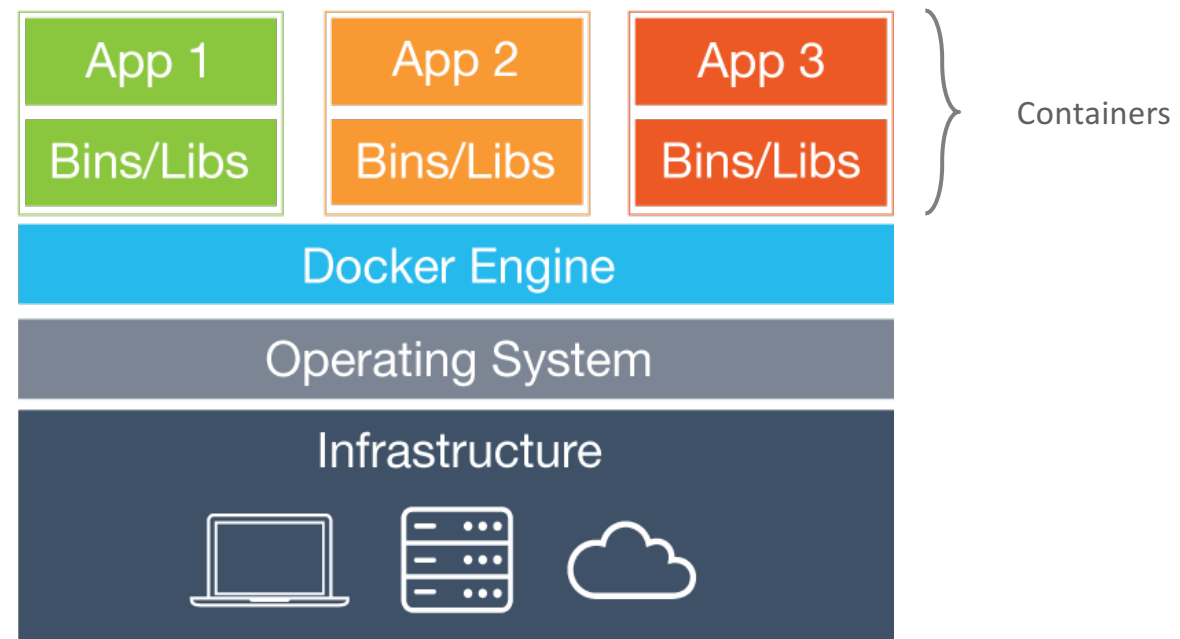 App 1
App 2
App 3
Containers
Bins/Libs
Bins/Libs
Bins/Libs
Docker Engine
Operating System
Infrastructure